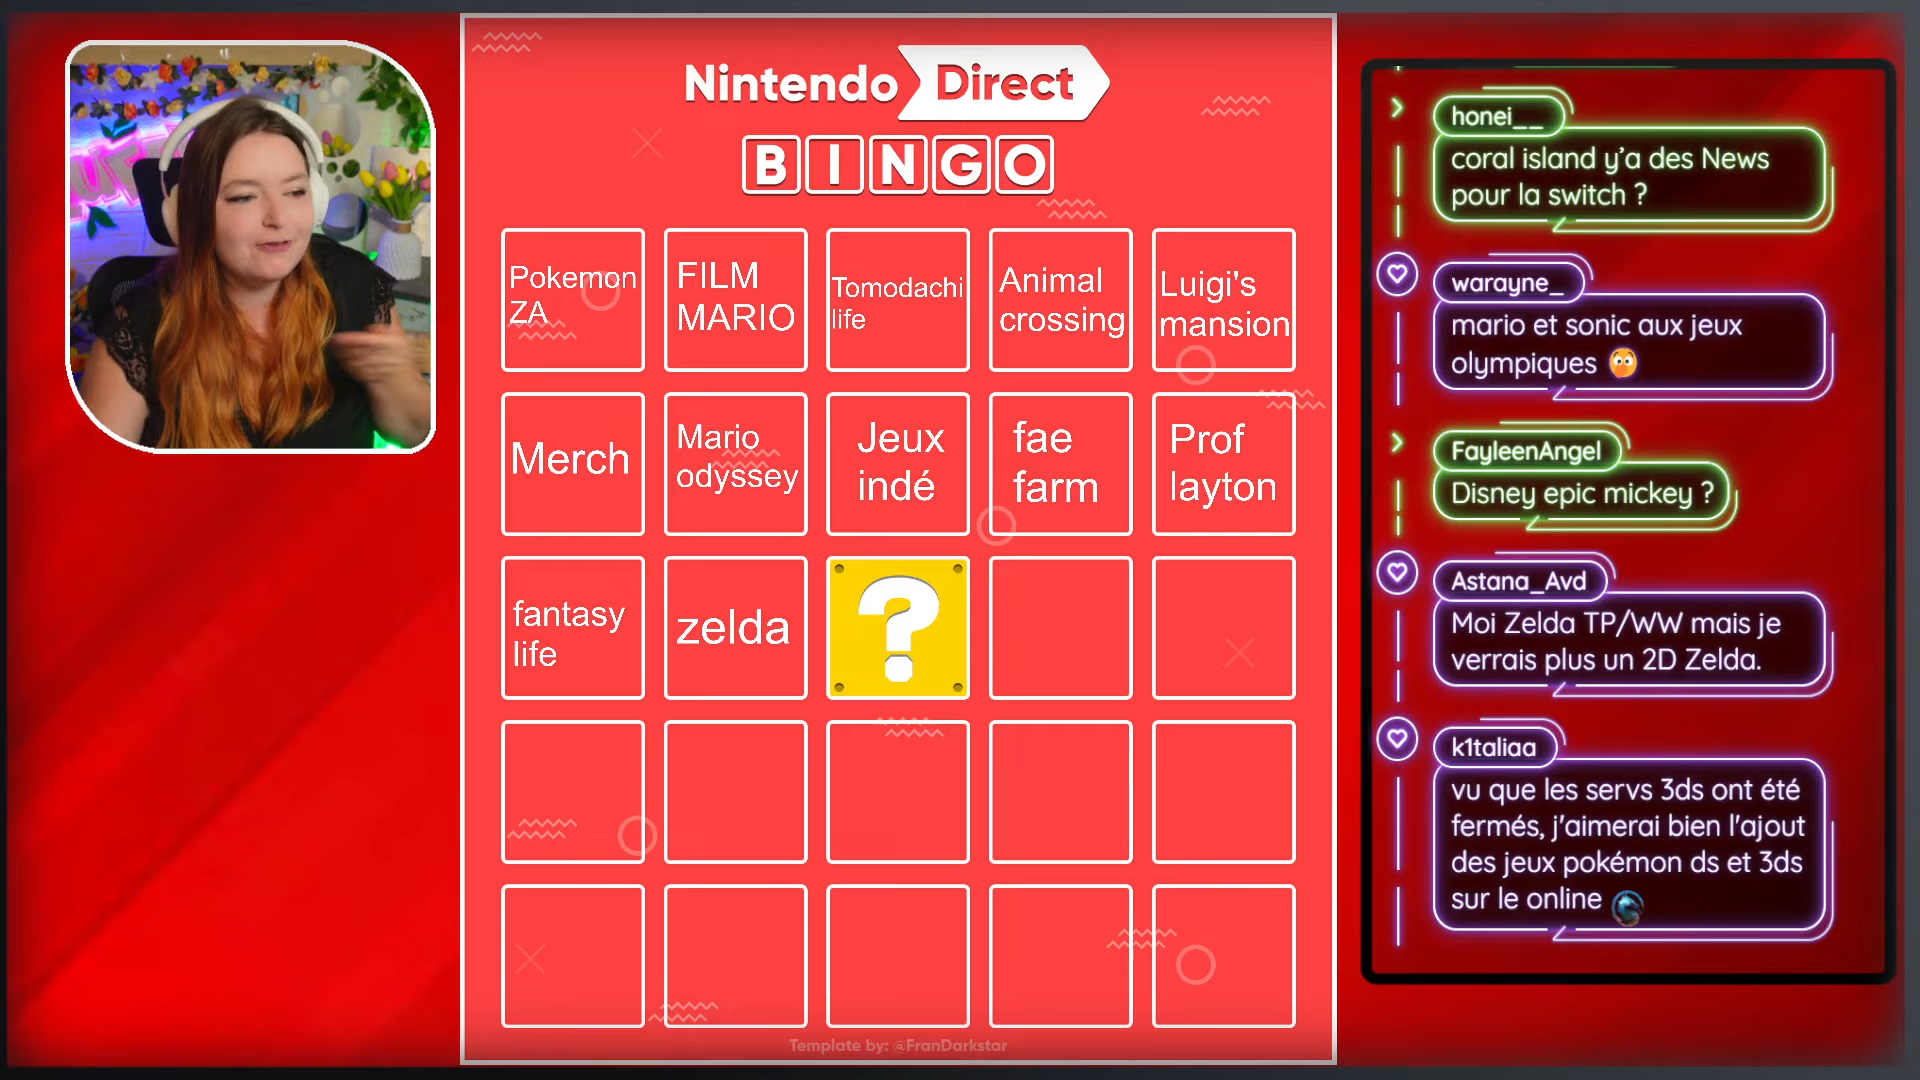 Nintendo Direct
BINGO
Pokemon
ZA
FILM
MARIO
Tomodachi
life
Animal
crossing
Luigi's
mansion
Merch
Mario
odyssey
Jeux
indé
fae
farm
Prof
layton
fantasy
life
zelda
?
Template by: @FranDarkstar
honei__
coral island y’a des News
pour la switch ?
warayne_
mario et sonic aux jeux
olympiques
FayleenAngel
Disney epic mickey ?
Astana_Avd
Moi Zelda TP/WW mais je
verrais plus un 2D Zelda.
k1taliaa
vu que les servs 3ds ont été
fermés, j'aimerai bien l'ajout
des jeux pokémon ds et 3ds
sur le online